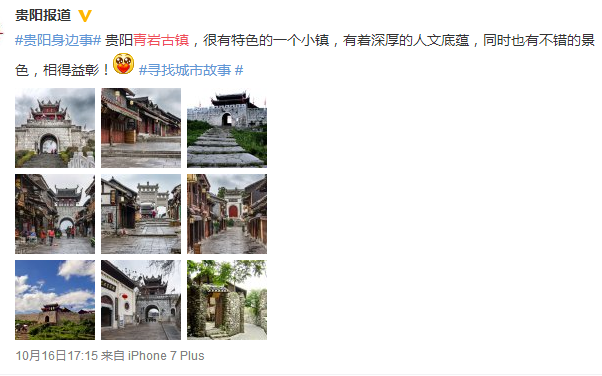 贵阳报道
#贵阳身边事# 贵阳青岩古镇，很有特色的一个小镇，有着深厚的人文底蕴，同时也有不错的景
色，相得益彰！ #寻找城市故事 #
10月16日17:15 来自 iPhone 7 Plus